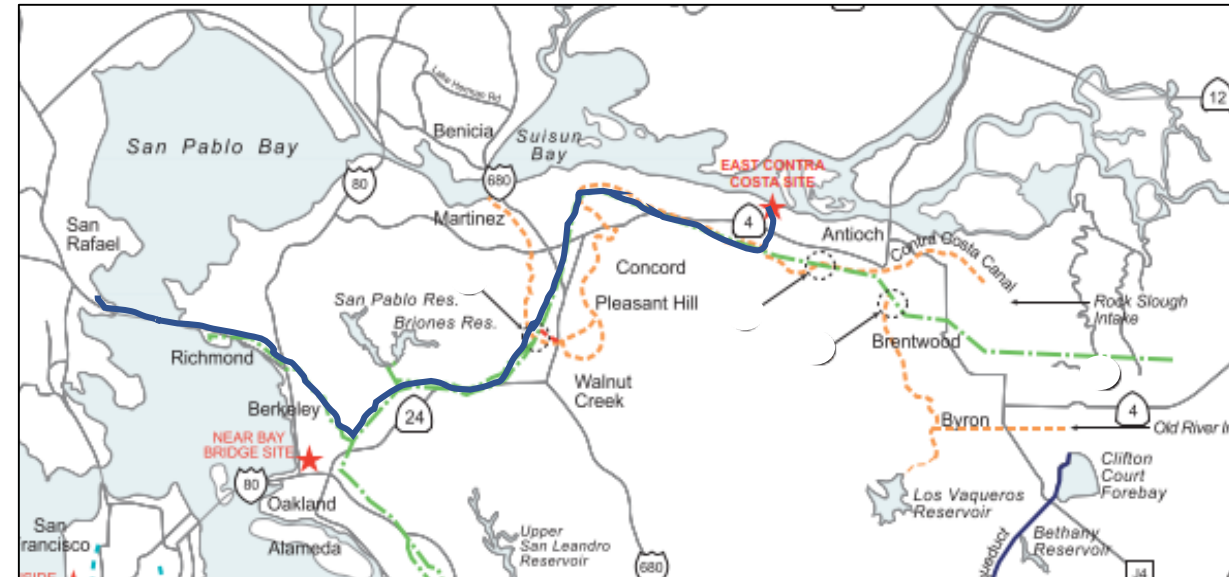 12
Lake Herman Rd
Benicia
Suisun
Bay
San Pablo Bay
80
680
EAST CONTRA
COSTA SITE
Martinez
San
Rafael
4
Antioch
Contra Costa Canal
Concord
San Pablo Res.
Pleasant Hill
Briones Res.
Rock Slough
Intake
Richmond
Brentwood
Walnut
Creek
Berkeley
24
4
Byron
Old River
NEAR BAY
BRIDGE SITE
80
Clifton
Court
Forebay
Oakland
Los Vaqueros
Reservoir
San
Alameda
Upper
San Leandro
Reservoir
Bethany
Reservoir
680
J4